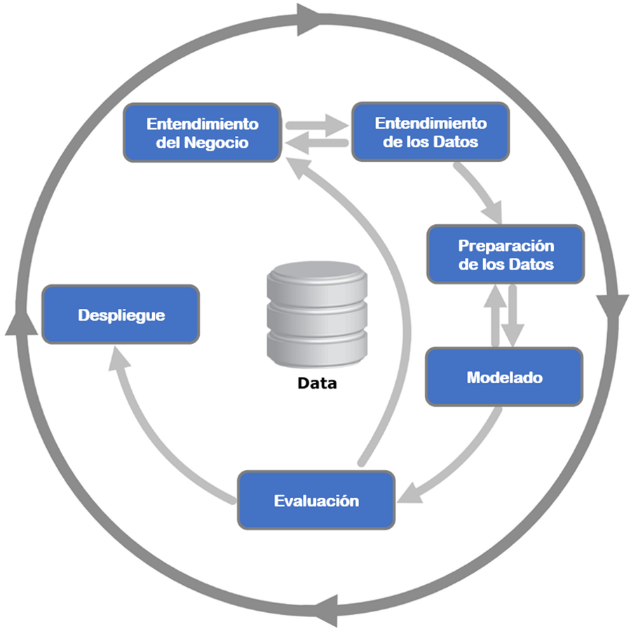 Entendimiento
del Negocio
Entendimiento
de los Datos
Preparación
de los Datos
Despliegue
Data
Modelado
Evaluación